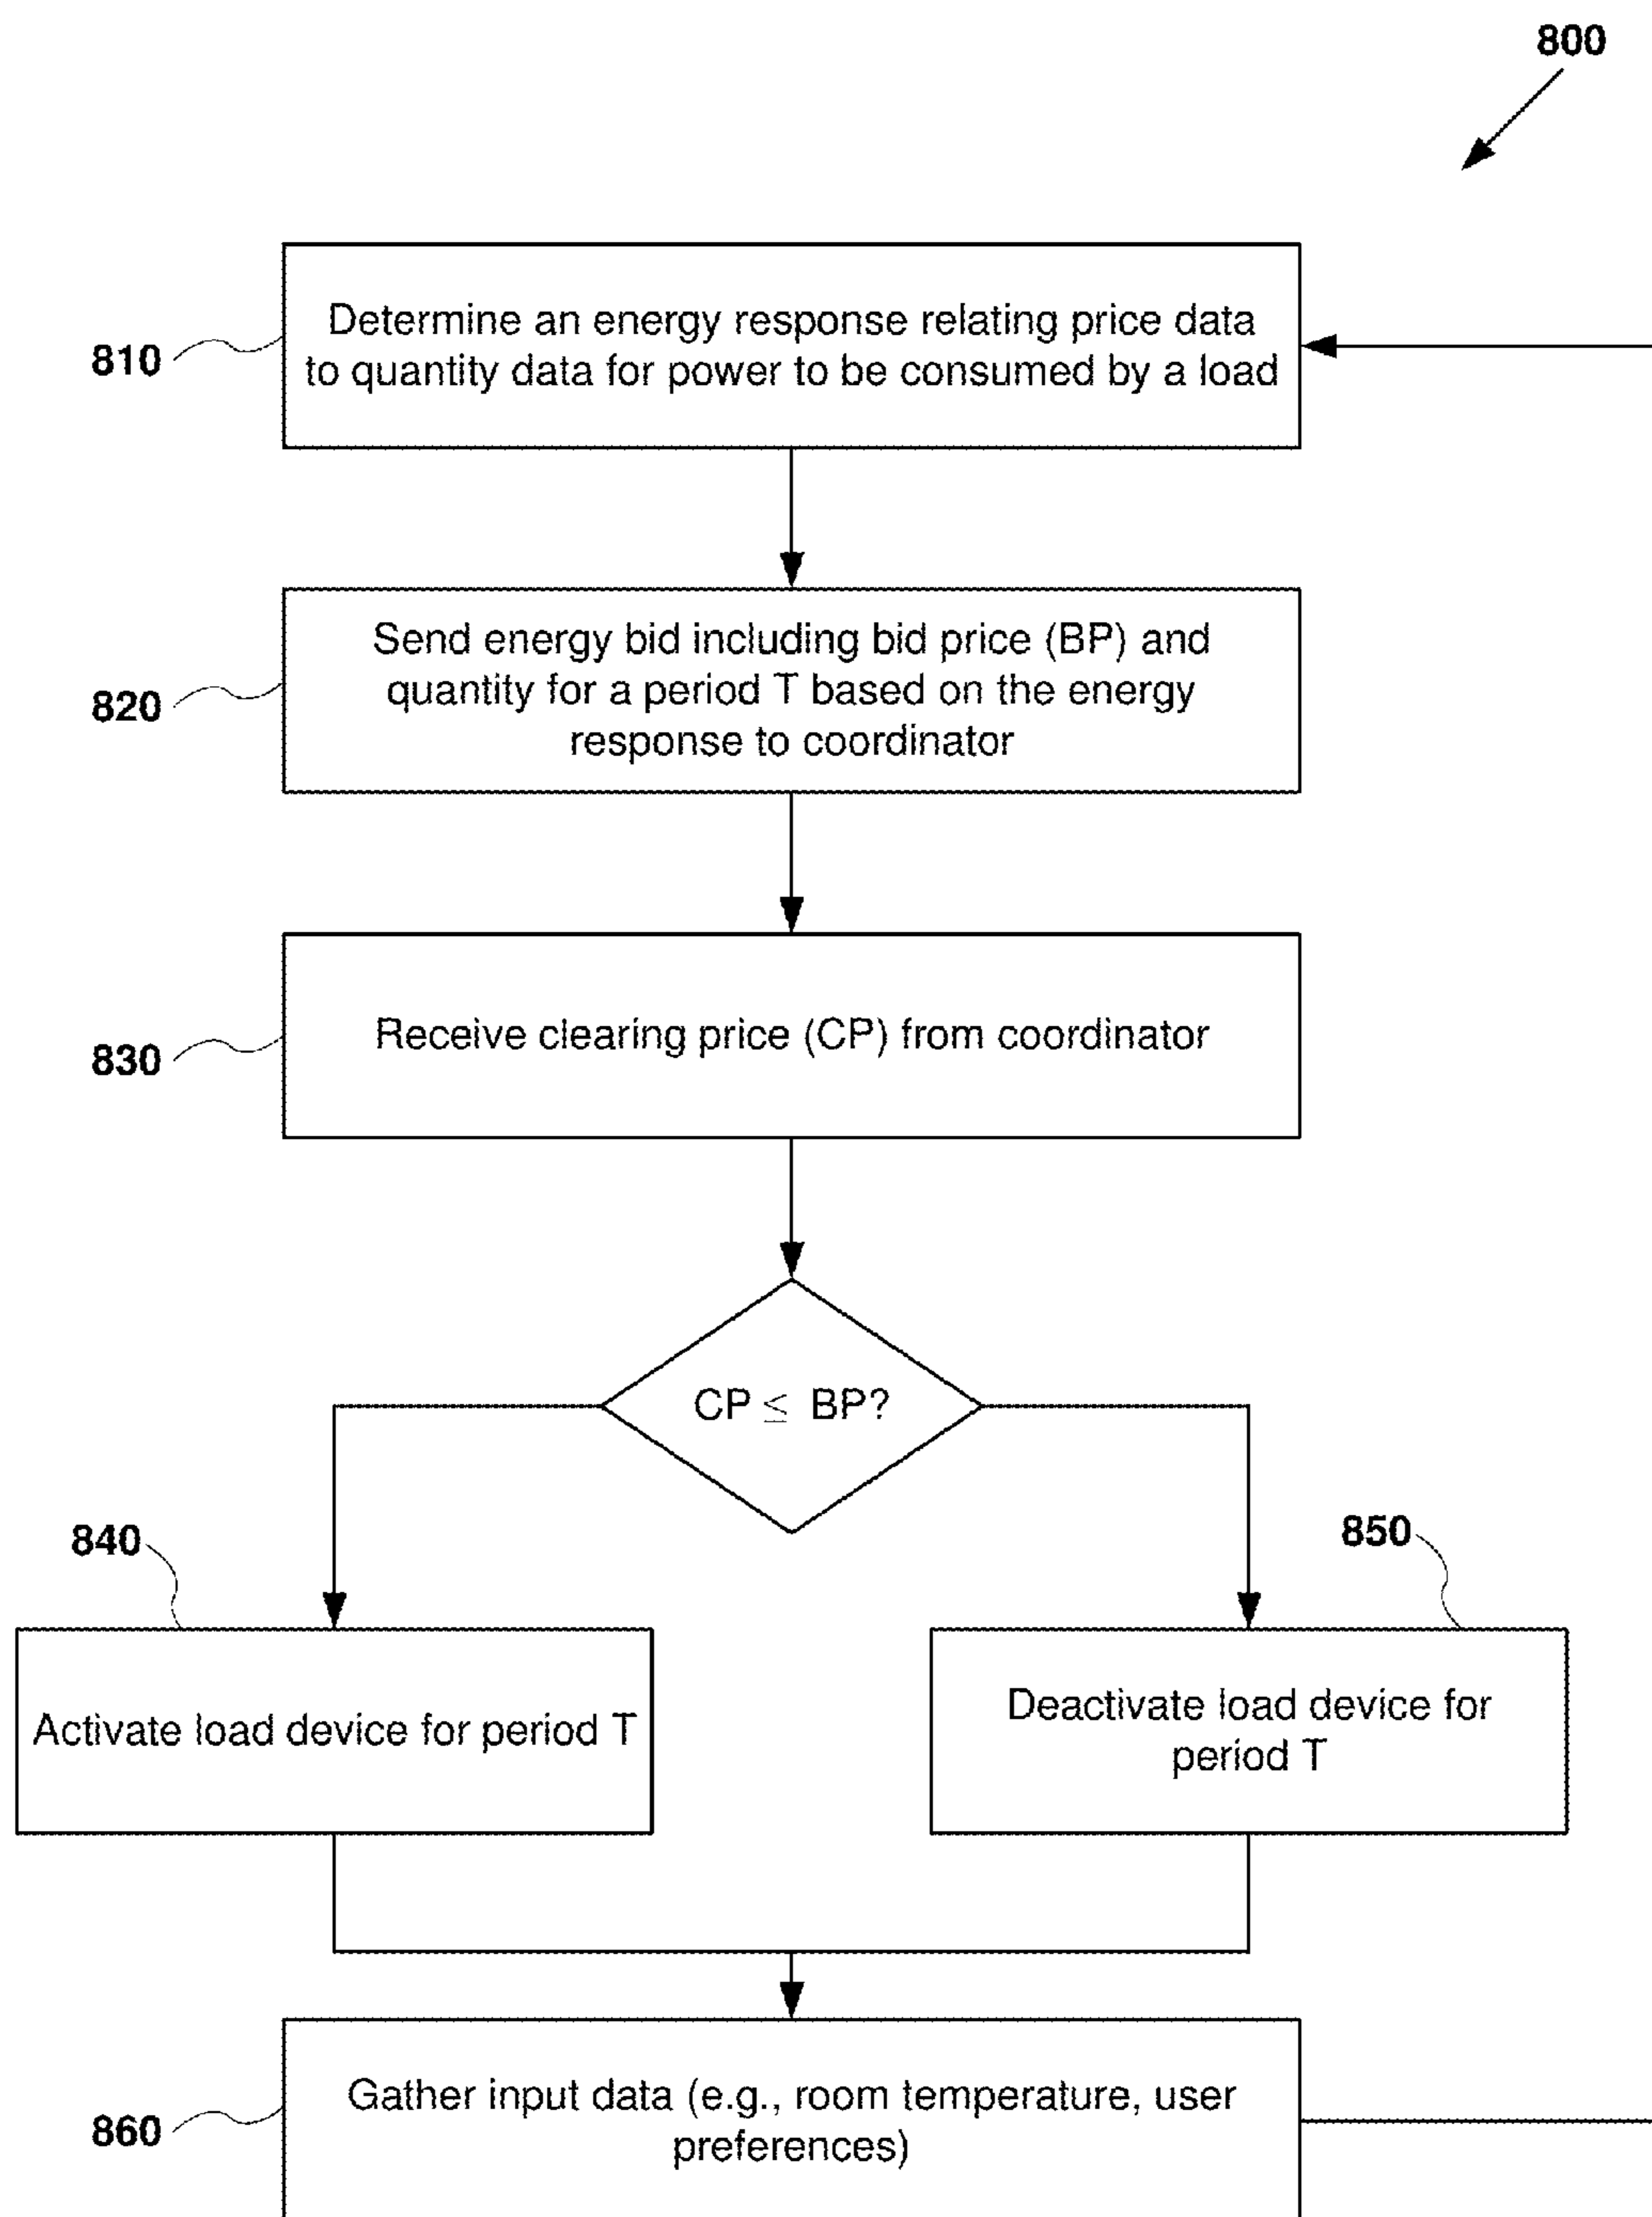 800
Determine an energy response relating price data
to quantity data for power to be consumed by a load
810
Send energy bid including bid price (BP) and
quantity for a period T based on the energy
response to coordinator
820
Receive clearing price (CP) from coordinator
830
CP ≤ BP?
840
850
Activate load device for period T
Deactivate load device for
period T
Gather input data (e.g., room temperature, user
preferences)
860